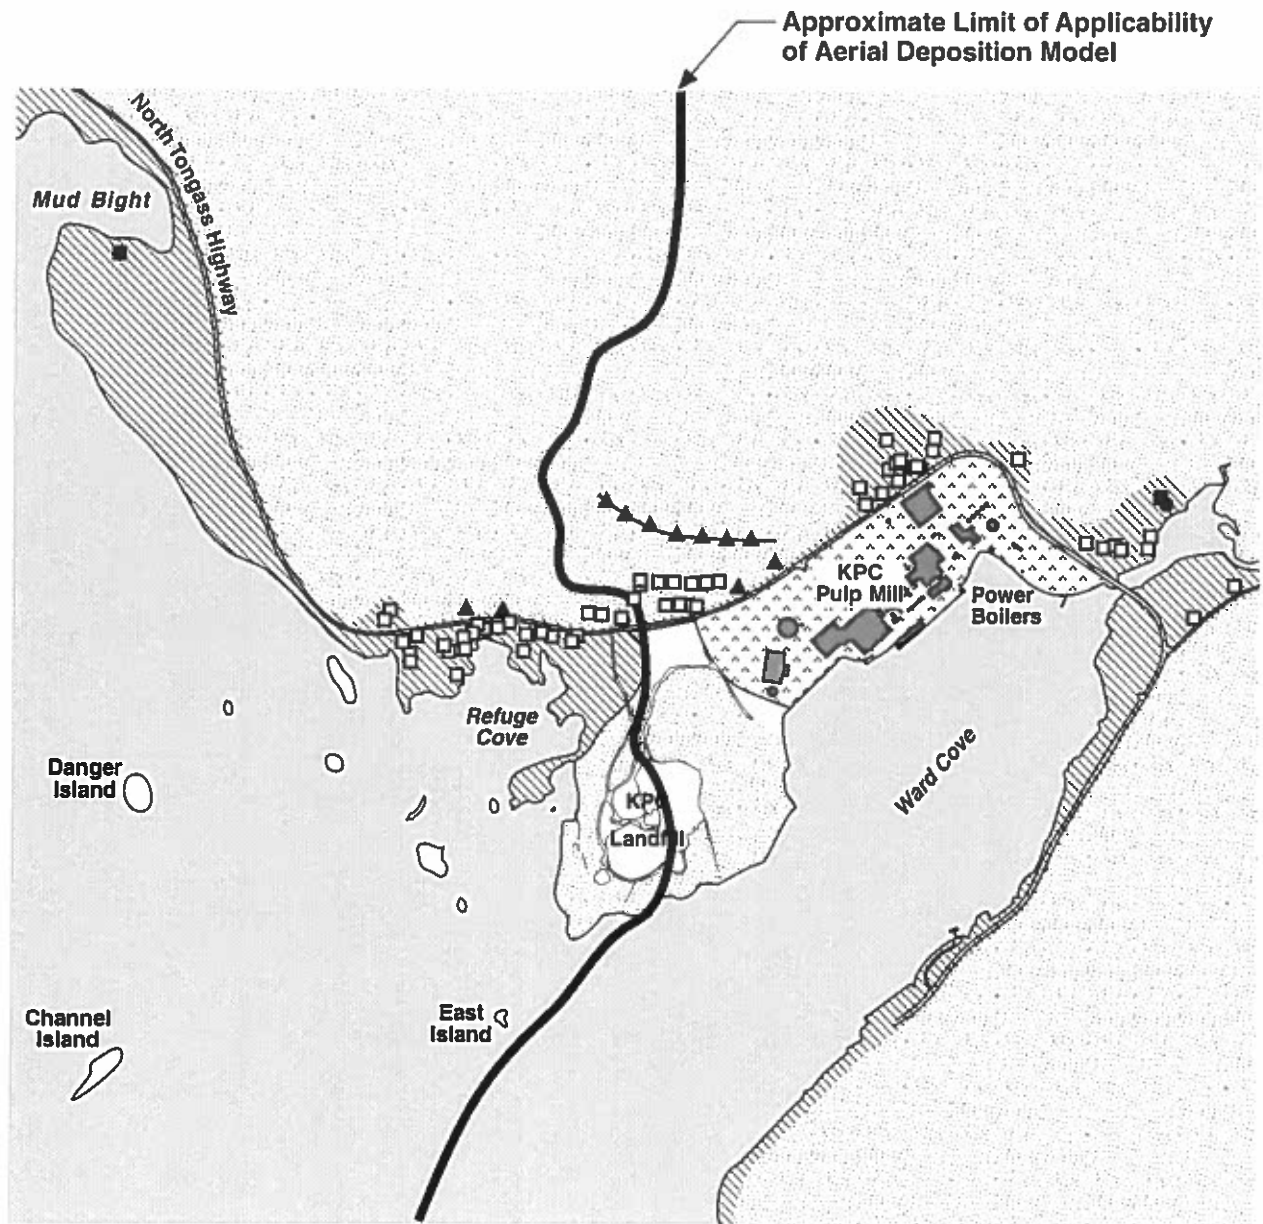 Approximate Limit of Applicability
of Aerial Deposition Model
North Tongass Highway
Mud Bight
KPC
Pulp Mill
Power
Boilers
Refuge
Cove
Ward Cove
Danger
Island
KPC
Landfill
Channel
Island
East
Island